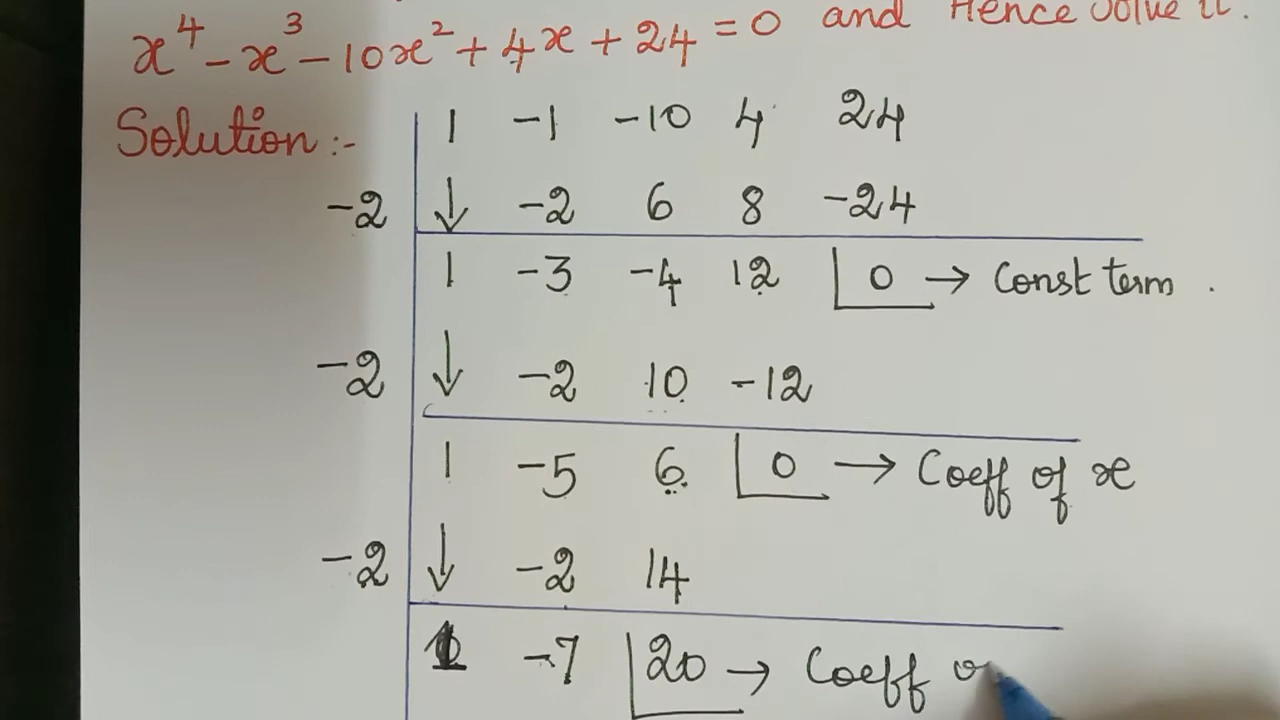 x⁴ - x³ - 10x² + 4x + 24 = 0 and Hence Solve it.
Solution :-
1 -1 -10 4 24
-2 ↓ -2 6 8 -24
1 -3 -4 12 0 → Const term .
-2 ↓ -2 10 -12
1 -5 6 0 → Coeff of x
-2 ↓ -2 14
1 -7 20 → Coeff o